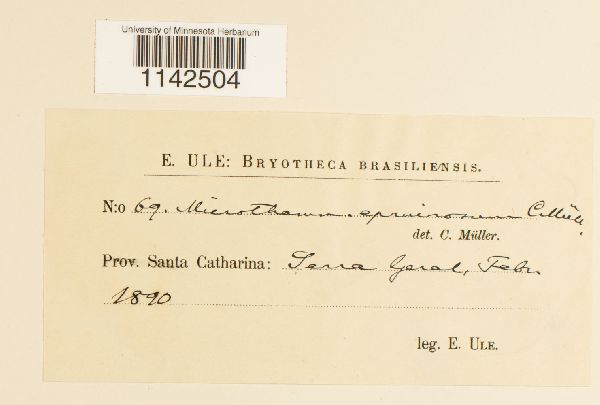 University of Minnesota Herbarium
1142504
E. ULE: BRYOTHECA BRASILIENSIS.
N:o 69. C. Müll.
det. C. Müller.
Prov. Santa Catharina: Serra Geral, Febr.
1890
leg. E. ULE.